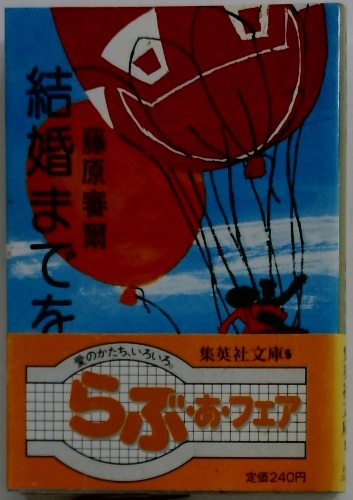 結婚までを
藤原審爾
愛のかたち、いろいろ。
集英社文庫
らぶ・お・フェア
定価240円